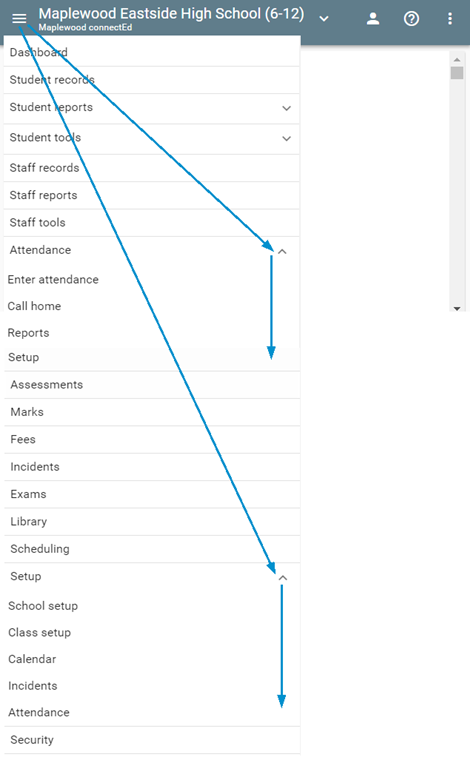 Maplewood Eastside High School (6-12)
Maplewood connectEd
Dashboard
Student records
Student reports
Student tools
Staff records
Staff reports
Staff tools
Attendance
Enter attendance
Call home
Reports
Setup
Assessments
Marks
Fees
Incidents
Exams
Library
Scheduling
Setup
School setup
Class setup
Calendar
Incidents
Attendance
Security